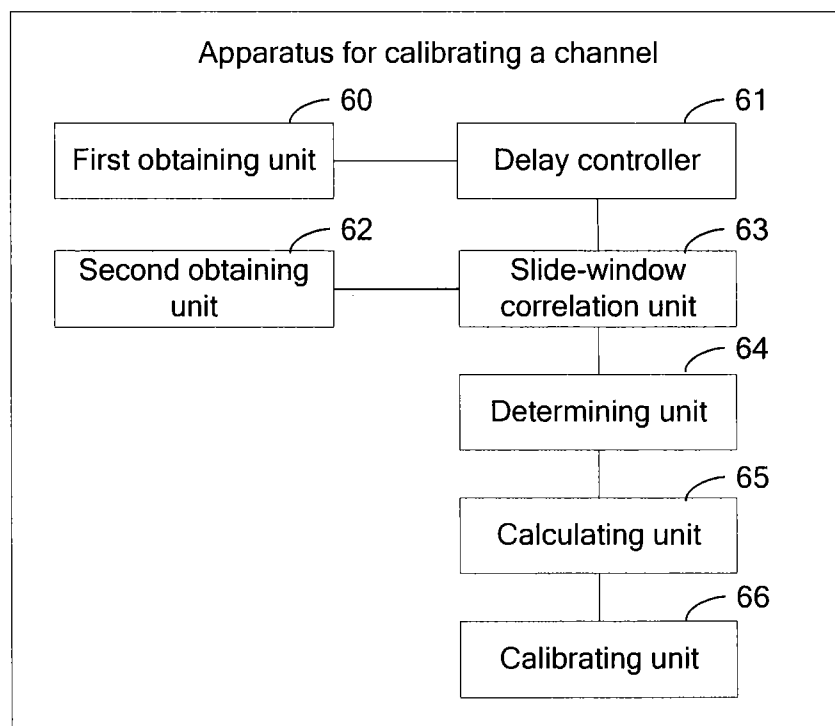 Apparatus for calibrating a channel
60
61
First obtaining unit
Delay controller
62
63
Second obtaining
unit
Slide-window
correlation unit
64
Determining unit
65
Calculating unit
66
Calibrating unit